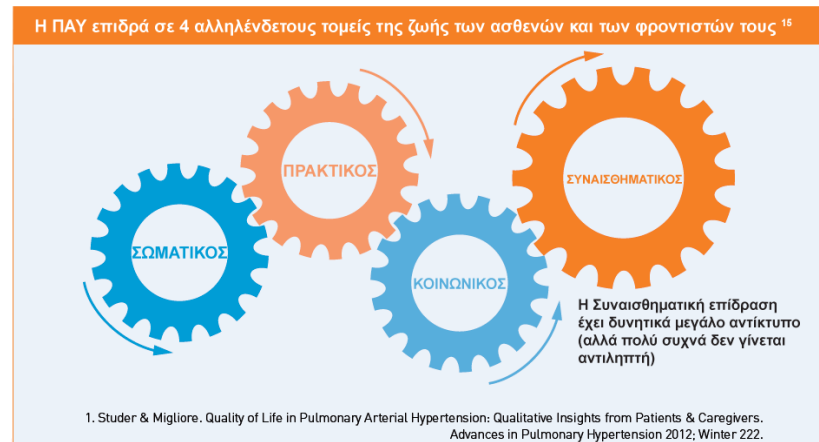 Η ΠΑΥ επιδρά σε 4 αλληλένδετους τομείς της ζωής των ασθενών και των φροντιστών τους 15
ΠΡΑΚΤΙΚΟΣ
ΣΥΝΑΙΣΘΗΜΑΤΙΚΟΣ
ΣΩΜΑΤΙΚΟΣ
ΚΟΙΝΩΝΙΚΟΣ
Η Συναισθηματική επίδραση
έχει δυνητικά μεγάλο αντίκτυπο
(αλλά πολύ συχνά δεν γίνεται
αντιληπτή)
1. Studer & Migliore. Quality of Life in Pulmonary Arterial Hypertension: Qualitative Insights from Patients & Caregivers.
Advances in Pulmonary Hypertension 2012; Winter 222.